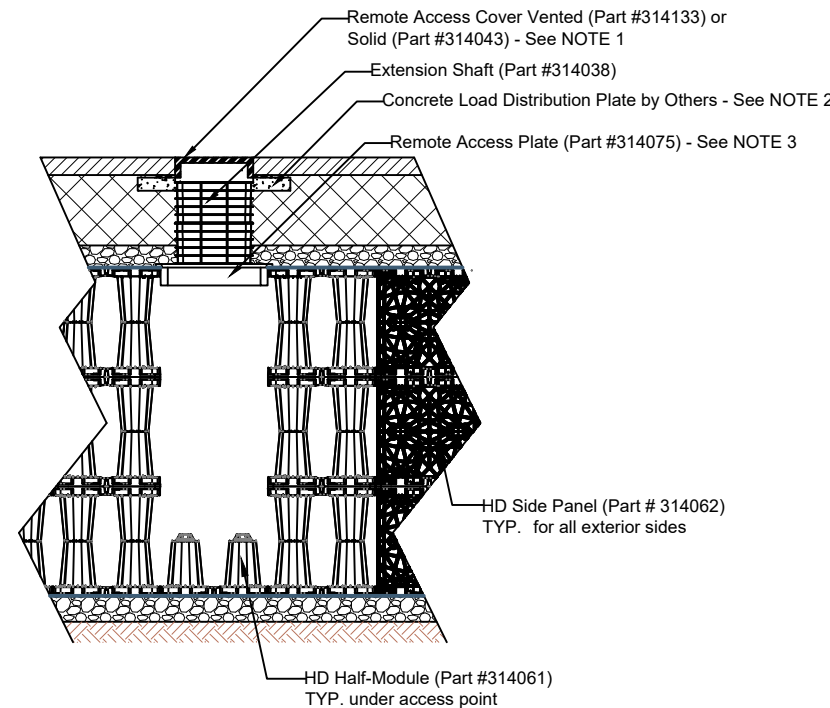 Remote Access Cover Vented (Part #314133) or
Solid (Part #314043) - See NOTE 1
Extension Shaft (Part #314038)
Concrete Load Distribution Plate by Others - See NOTE 2
Remote Access Plate (Part #314075) - See NOTE 3
HD Side Panel (Part # 314062)
TYP. for all exterior sides
HD Half-Module (Part #314061)
TYP. under access point